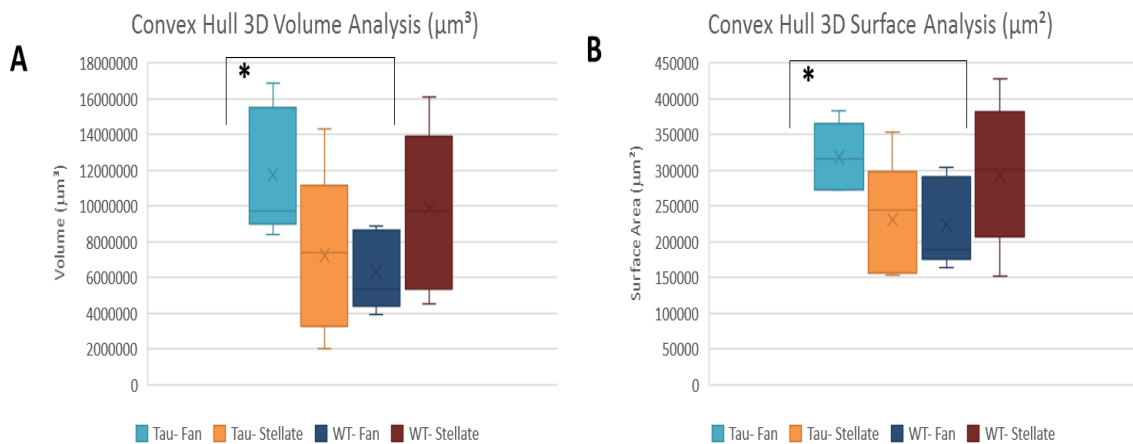 Convex Hull 3D Volume Analysis (µm³)
A
18000000
16000000
14000000
12000000
10000000
8000000
6000000
4000000
2000000
0
Volume (µm³)
*
Tau- Fan Tau- Stellate WT- Fan WT- Stellate
Convex Hull 3D Surface Analysis (µm²)
B
450000
400000
350000
300000
250000
200000
150000
100000
50000
0
Surface Area (µm²)
*
Tau- Fan Tau- Stellate WT- Fan WT- Stellate